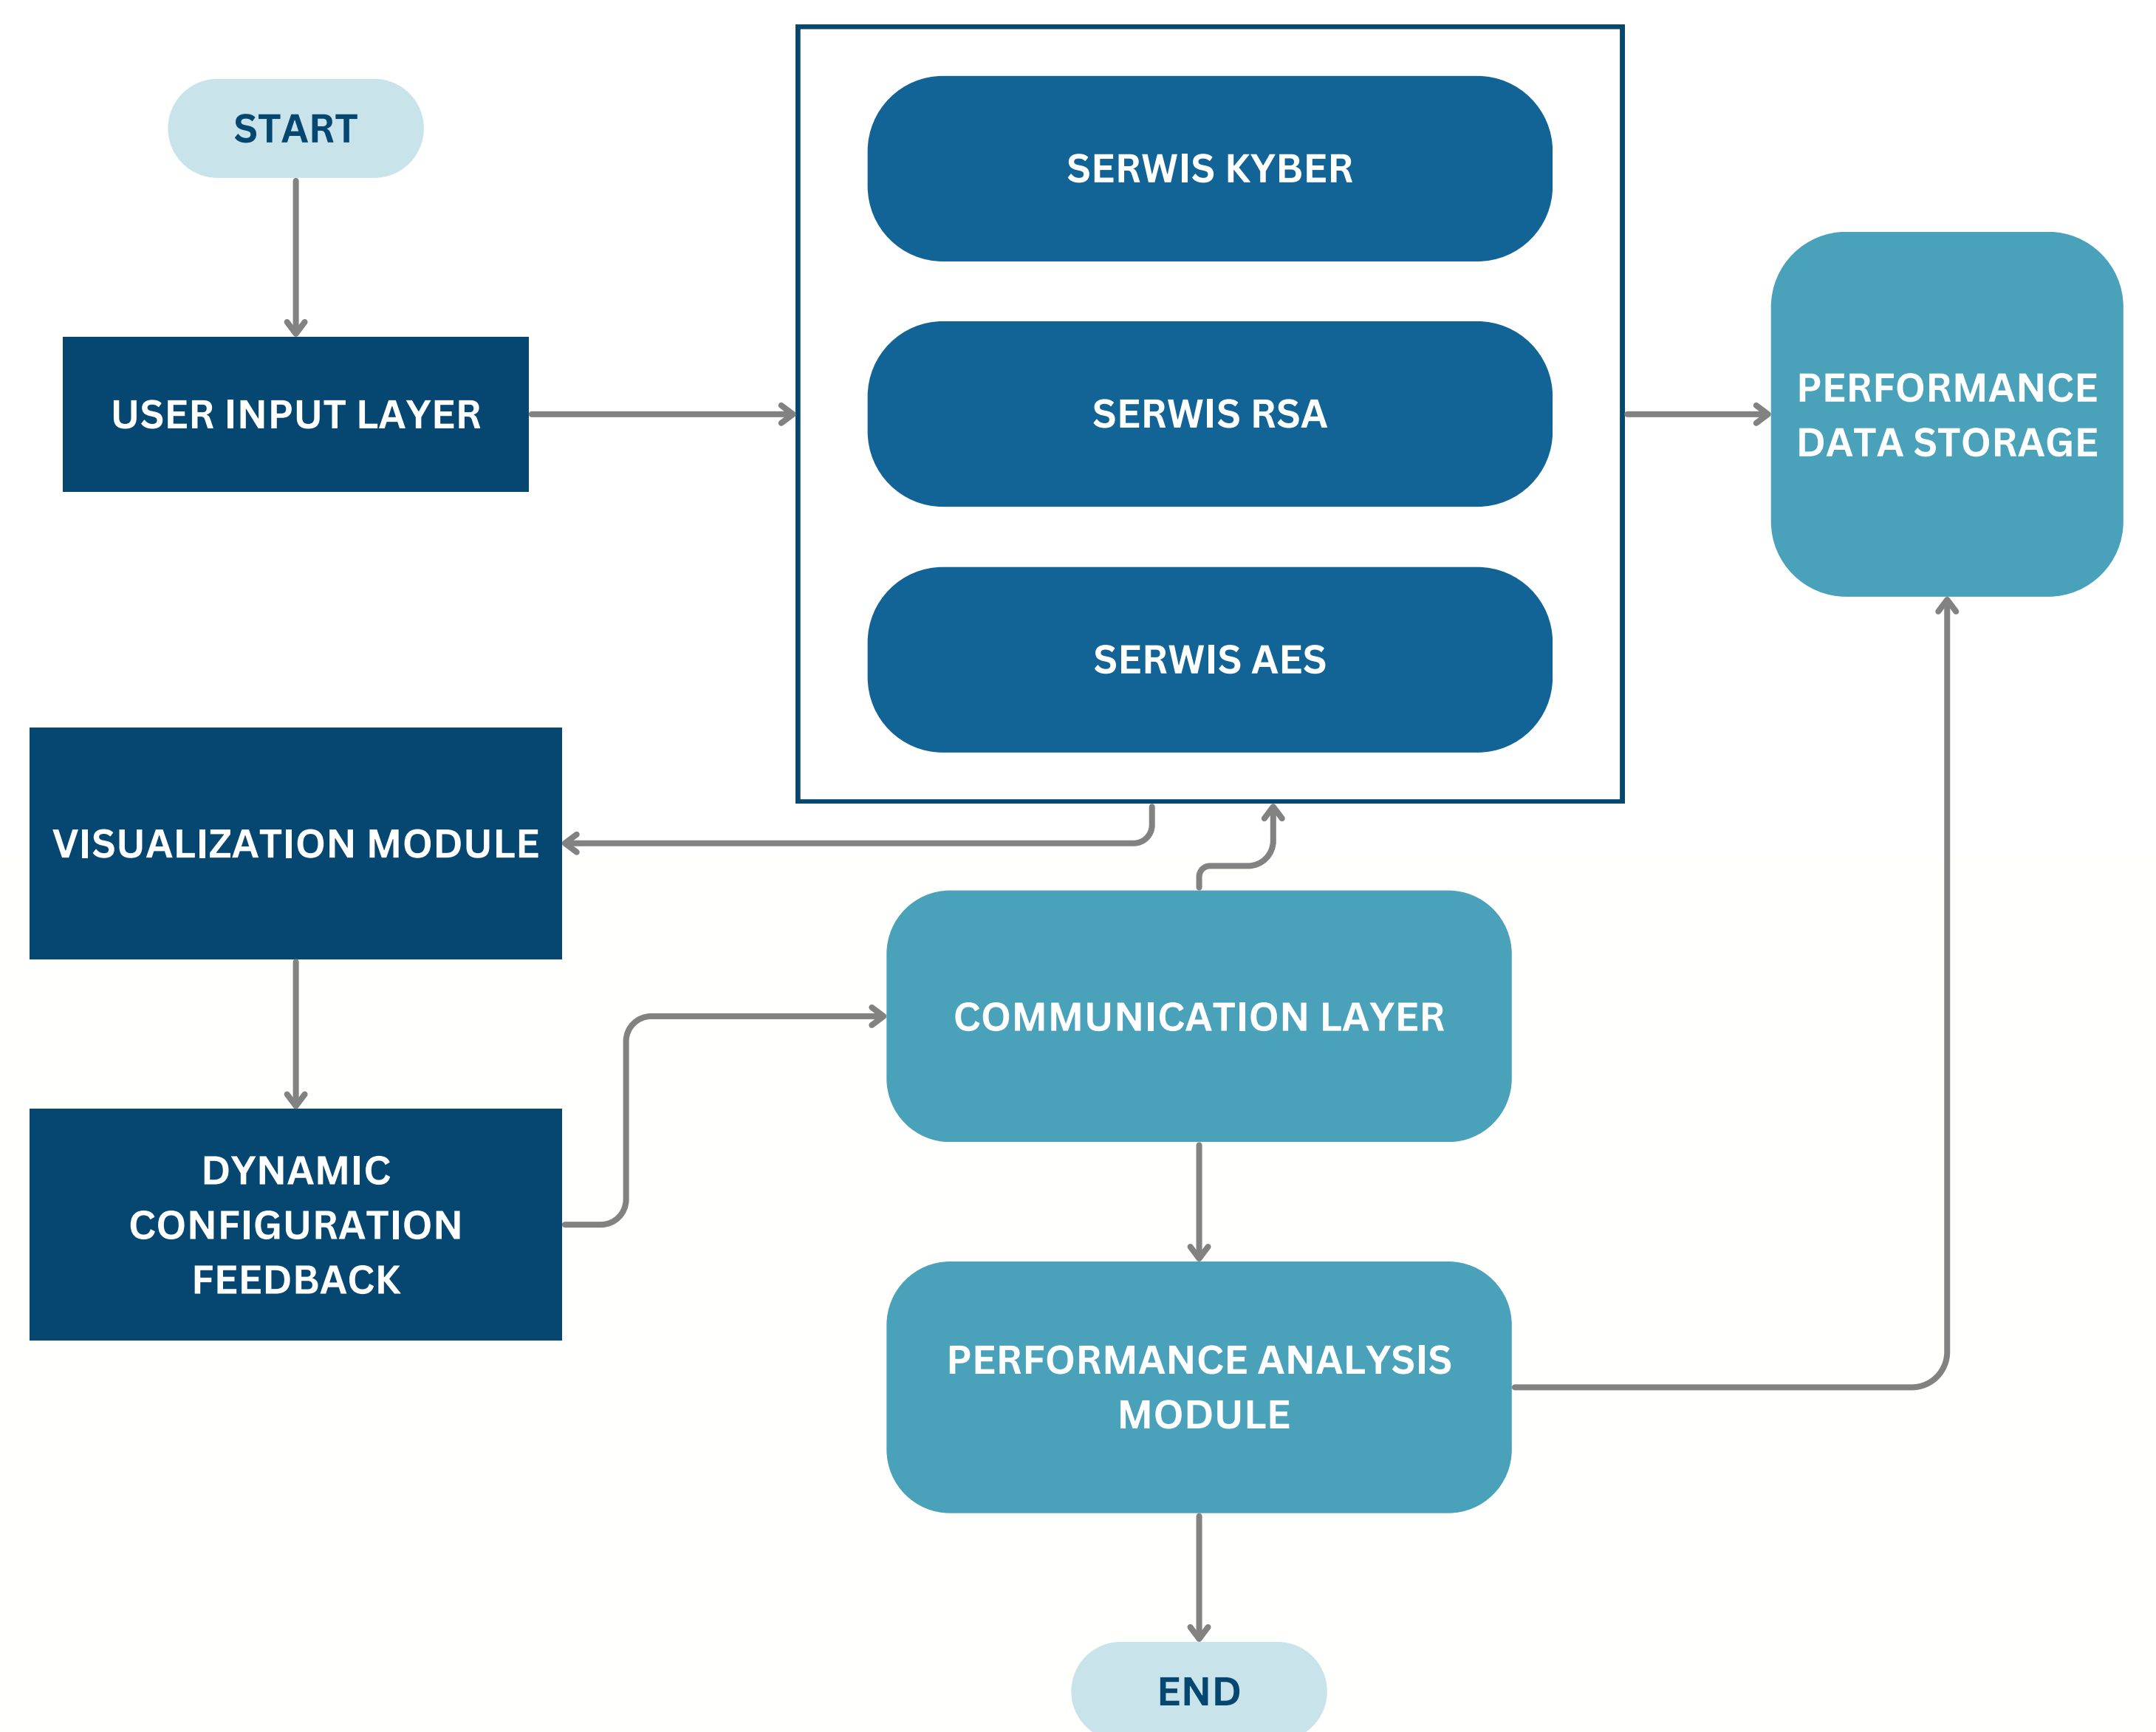 START
SERWIS KYBER
USER INPUT LAYER
SERWIS RSA
PERFORMANCE
DATA STORAGE
SERWIS AES
VISUALIZATION MODULE
COMMUNICATION LAYER
DYNAMIC
CONFIGURATION
FEEDBACK
PERFORMANCE ANALYSIS
MODULE
END